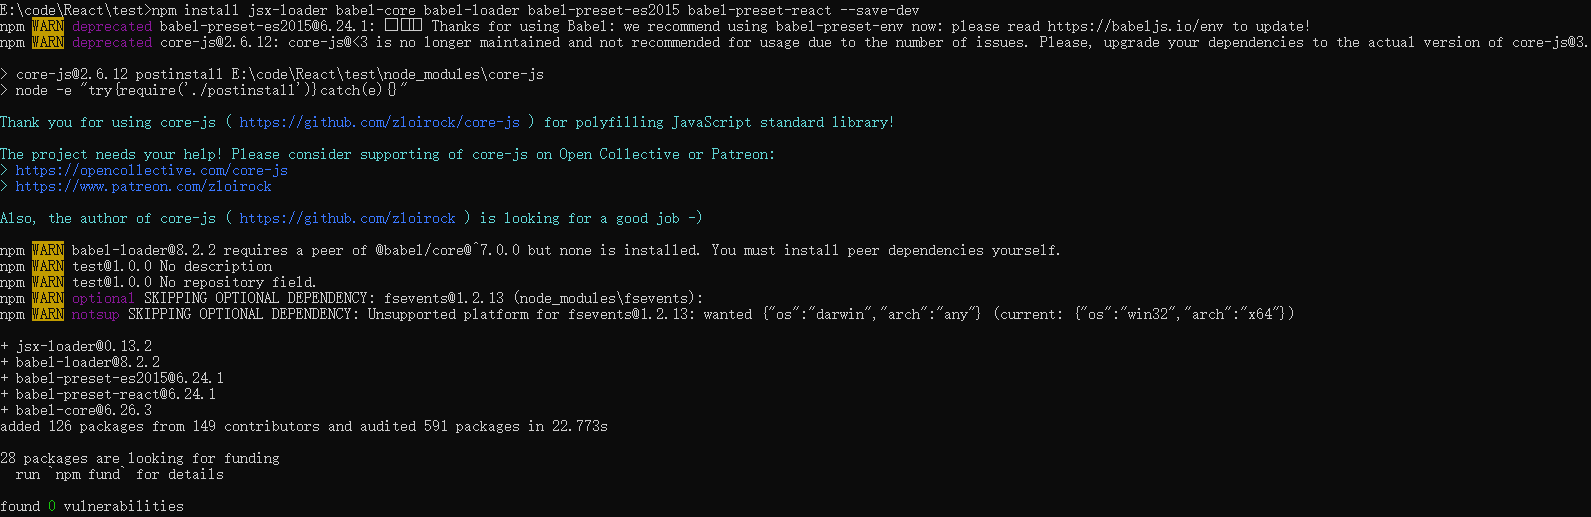 E:\code\React\test>npm install jsx-loader babel-core babel-loader babel-preset-es2015 babel-preset-react --save-dev
npm WARN deprecated babel-preset-es2015@6.24.1: Thanks for using Babel: we recommend using babel-preset-env now: please read https://babeljs.io/env to update!
npm WARN deprecated core-js@2.6.12: core-js@<3 is no longer maintained and not recommended for usage due to the number of issues. Please, upgrade your dependencies to the actual version of core-js@3.
> core-js@2.6.12 postinstall E:\code\React\test\node_modules\core-js
> node -e "try{require('./postinstall')}catch(e){}"
Thank you for using core-js ( https://github.com/zloirock/core-js ) for polyfilling JavaScript standard library!
The project needs your help! Please consider supporting of core-js on Open Collective or Patreon:
> https://opencollective.com/core-js
> https://www.patreon.com/zloirock
Also, the author of core-js ( https://github.com/zloirock ) is looking for a good job -)
npm WARN babel-loader@8.2.2 requires a peer of @babel/core@^7.0.0 but none is installed. You must install peer dependencies yourself.
npm WARN test@1.0.0 No description
npm WARN test@1.0.0 No repository field.
npm WARN optional SKIPPING OPTIONAL DEPENDENCY: fsevents@1.2.13 (node_modules\fsevents):
npm WARN notsup SKIPPING OPTIONAL DEPENDENCY: Unsupported platform for fsevents@1.2.13: wanted {"os":"darwin","arch":"any"} (current: {"os":"win32","arch":"x64"})
+ jsx-loader@0.13.2
+ babel-loader@8.2.2
+ babel-preset-es2015@6.24.1
+ babel-preset-react@6.24.1
+ babel-core@6.26.3
added 126 packages from 149 contributors and audited 591 packages in 22.773s
28 packages are looking for funding
run `npm fund` for details
found 0 vulnerabilities